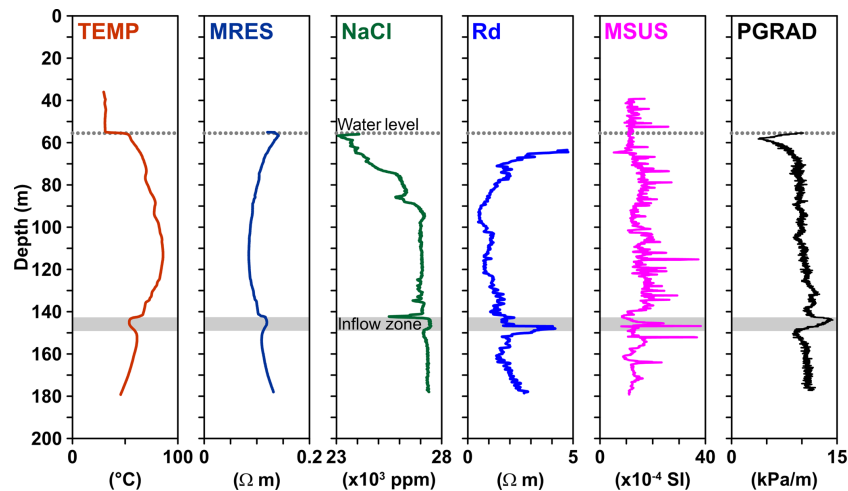 TEMP MRES NaCl Rd MSUS PGRAD
0
20
40
Water level
60
80
100
120
140
Inflow zone
160
180
200
Depth (m)
0 100 0 0.2 23 28 0 5 0 40 0 15
(°C) (Ω m) (x10³ ppm) (Ω m) (x10⁻⁴ SI) (kPa/m)